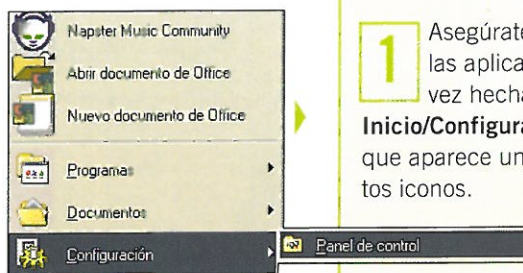 Napster Music Community
Abrir documento de Office
Nuevo documento de Office
Programas
Documentos
Configuración
Panel de control
1
Asegúrate
las aplica
vez hecha
Inicio/Configura
que aparece un
tos iconos.